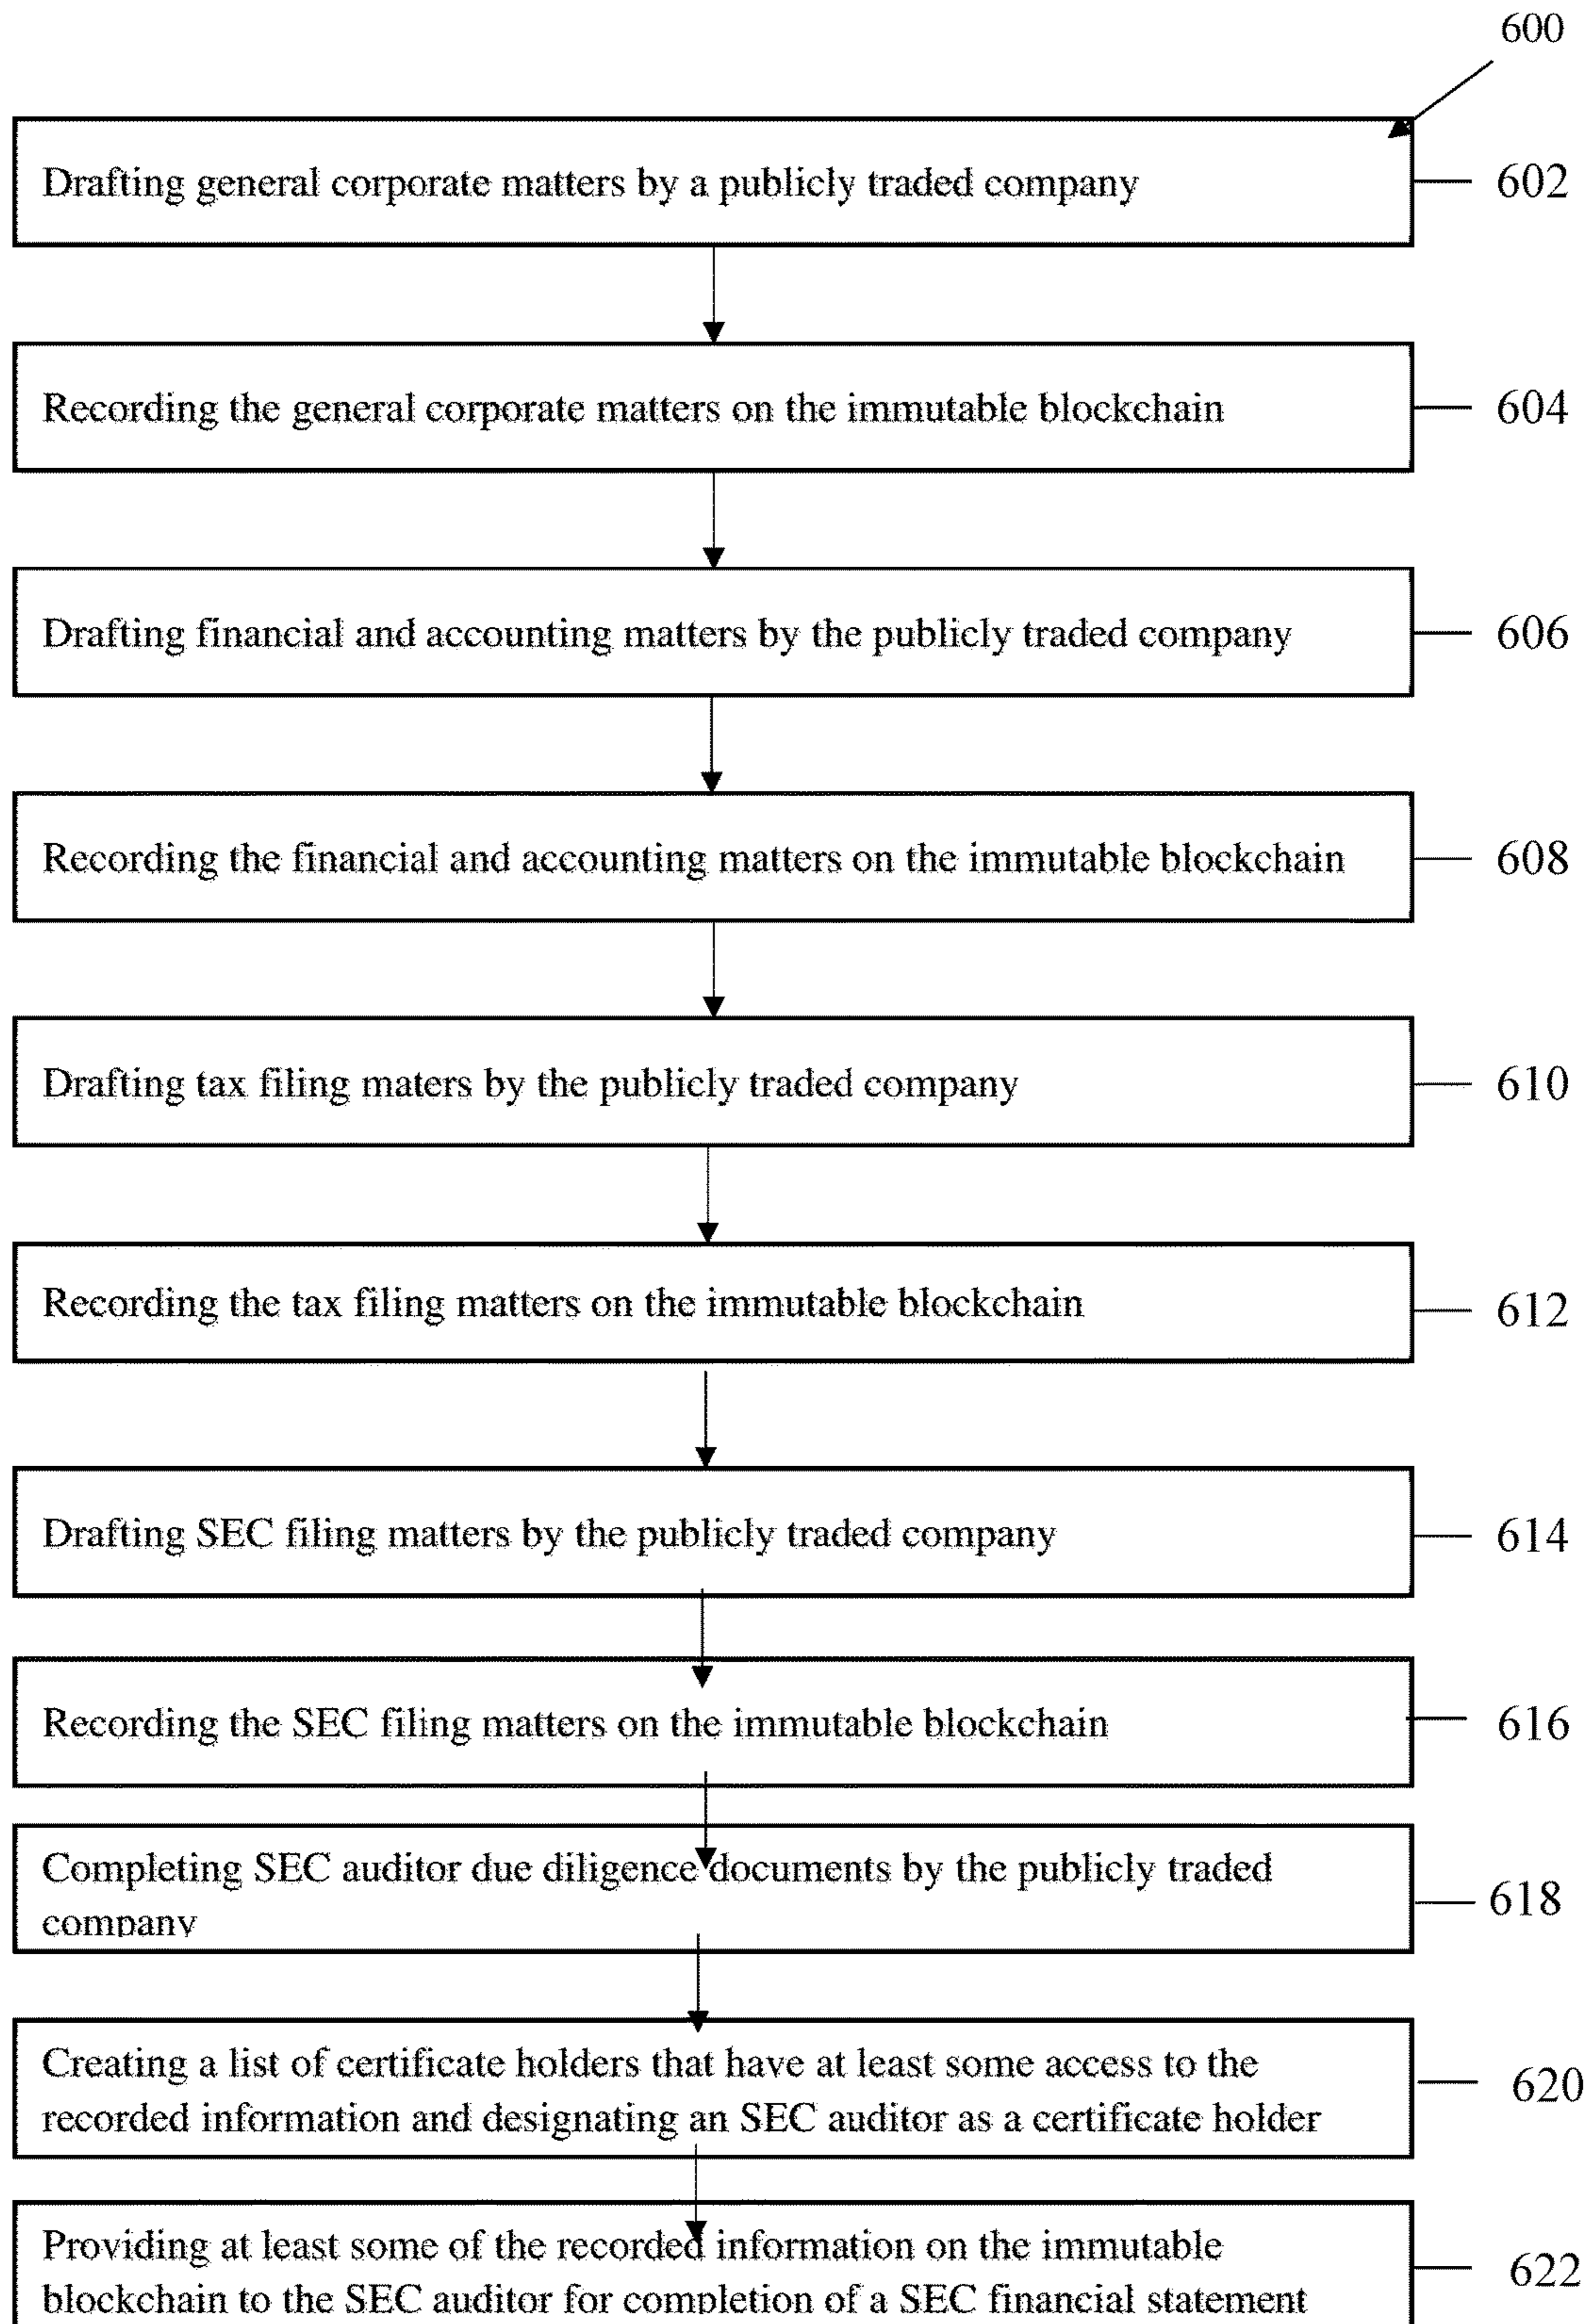 600
Drafting general corporate matters by a publicly traded company
602
Recording the general corporate matters on the immutable blockchain
604
Drafting financial and accounting matters by the publicly traded company
606
Recording the financial and accounting matters on the immutable blockchain
608
Drafting tax filing maters by the publicly traded company
610
Recording the tax filing matters on the immutable blockchain
612
Drafting SEC filing matters by the publicly traded company
614
Recording the SEC filing matters on the immutable blockchain
616
Completing SEC auditor due diligence documents by the publicly traded
company
618
Creating a list of certificate holders that have at least some access to the
recorded information and designating an SEC auditor as a certificate holder
620
Providing at least some of the recorded information on the immutable
blockchain to the SEC auditor for completion of a SEC financial statement
622